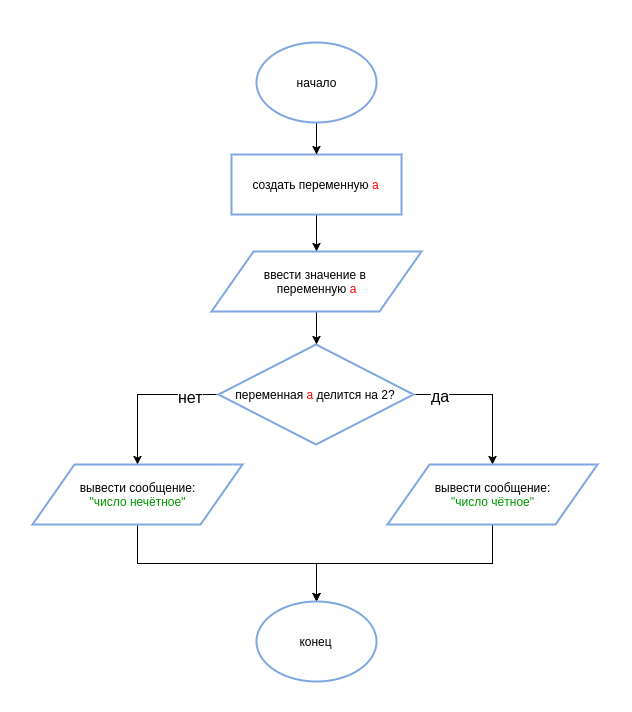 начало
создать переменную а
ввести значение в
переменную а
переменная а делится на 2?
нет
да
вывести сообщение:
"число нечётное"
вывести сообщение:
"число чётное"
конец